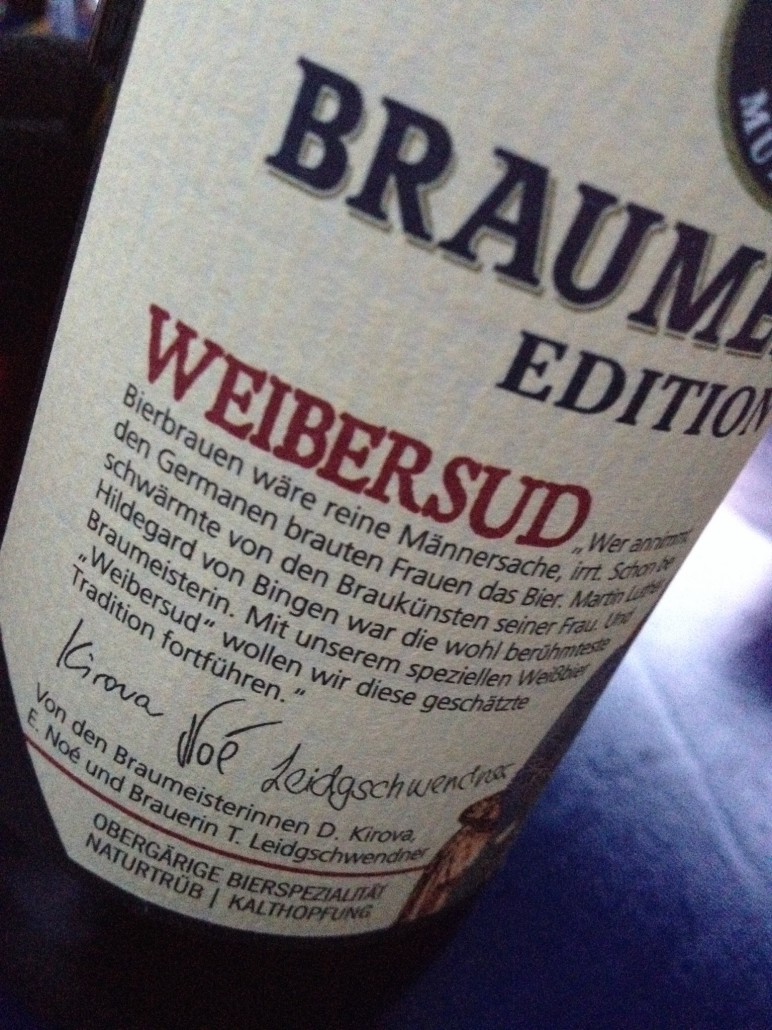 BRAUME
EDITION
WEIBERSUD
„Wer annimmt,
Bierbrauen wäre reine Männersache, irrt. Schon bei
den Germanen brauten Frauen das Bier. Martin Luther
schwärmte von den Braukünsten seiner Frau. Und
Hildegard von Bingen war die wohl berühmteste
Braumeisterin. Mit unserem speziellen Weißbier
„Weibersud“ wollen wir diese geschätzte
Tradition fortführen.“
Kirova Noé Leidgschwendner
Von den Braumeisterinnen D. Kirova,
E. Noé und Brauerin T. Leidgschwendner
OBERGÄRIGE BIERSPEZIALITÄT
NATURTRÜB | KALTHOPFUNG